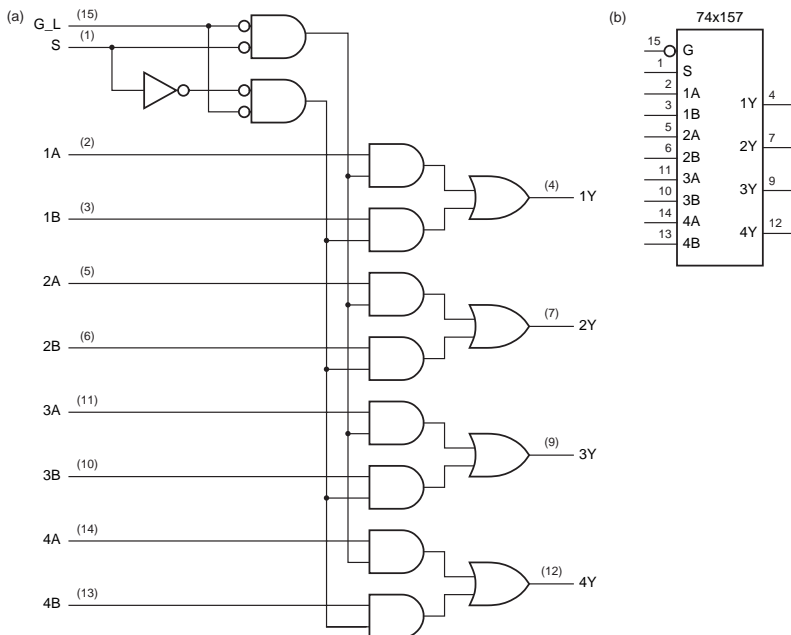 (a)
G_L (15)
S (1)
1A (2)
1B (3)
(4) 1Y
2A (5)
2B (6)
(7) 2Y
3A (11)
3B (10)
(9) 3Y
4A (14)
4B (13)
(12) 4Y
(b)
74x157
15 G
1 S
2 1A
3 1B
5 2A
6 2B
11 3A
10 3B
14 4A
13 4B
1Y 4
2Y 7
3Y 9
4Y 12